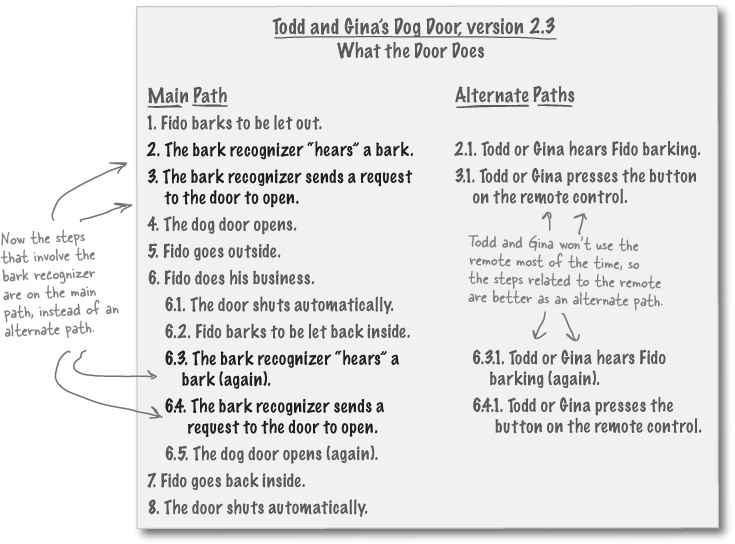 Todd and Gina's Dog Door, version 2.3
What the Door Does
Main Path
1. Fido barks to be let out.
2. The bark recognizer "hears" a bark.
3. The bark recognizer sends a request
to the door to open.
4. The dog door opens.
5. Fido goes outside.
6. Fido does his business.
6.1. The door shuts automatically.
6.2. Fido barks to be let back inside.
6.3. The bark recognizer "hears" a
bark (again).
6.4. The bark recognizer sends a
request to the door to open.
6.5. The dog door opens (again).
7. Fido goes back inside.
8. The door shuts automatically.
Alternate Paths
2.1. Todd or Gina hears Fido barking.
3.1. Todd or Gina presses the button
on the remote control.
Todd and Gina won't use the
remote most of the time, so
the steps related to the remote
are better as an alternate path.
6.3.1. Todd or Gina hears Fido
barking (again).
6.4.1. Todd or Gina presses the
button on the remote control.
Now the steps
that involve the
bark recognizer
are on the main
path, instead of an
alternate path.